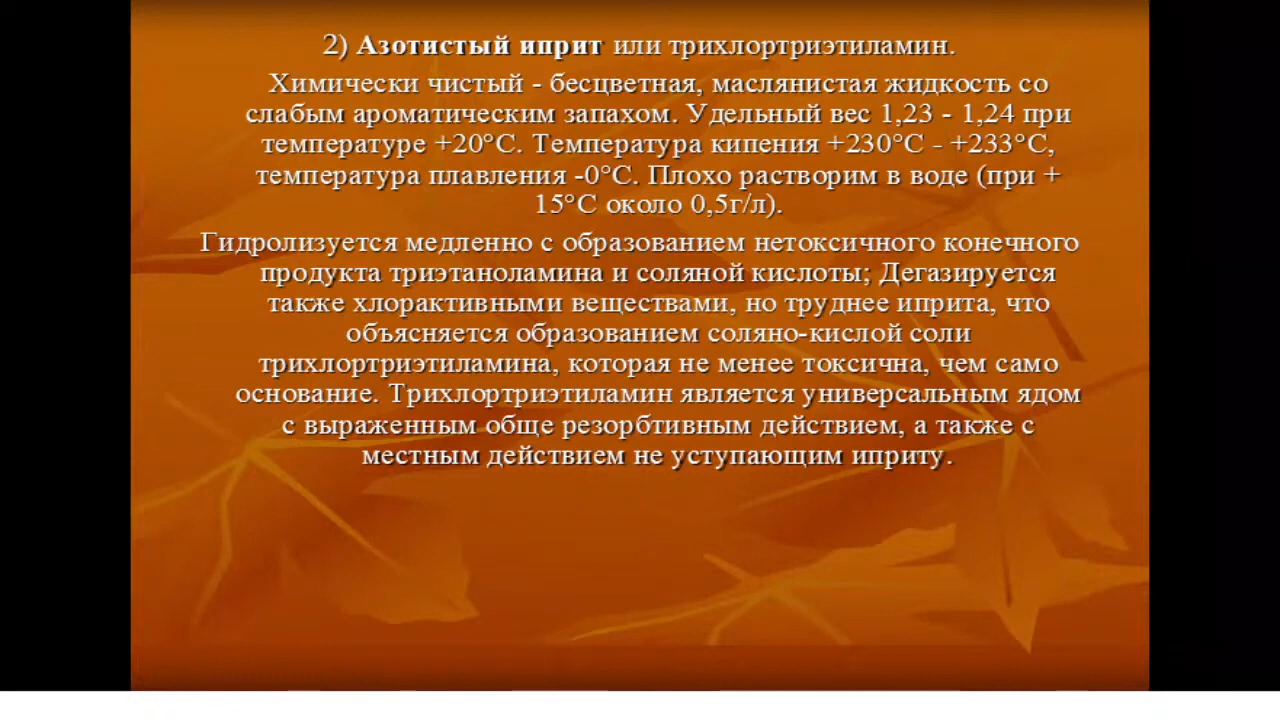 2) Азотистый иприт или трихлортриэтиламин.
Химически чистый - бесцветная, маслянистая жидкость со
слабым ароматическим запахом. Удельный вес 1,23 - 1,24 при
температуре +20°С. Температура кипения +230°С - +233°С,
температура плавления -0°С. Плохо растворим в воде (при +
15°С около 0,5г/л).
Гидролизуется медленно с образованием нетоксичного конечного
продукта триэтаноламина и соляной кислоты; Дегазируется
также хлорактивными веществами, но труднее иприта, что
объясняется образованием соляно-кислой соли
трихлортриэтиламина, которая не менее токсична, чем само
основание. Трихлортриэтиламин является универсальным ядом
с выраженным обще резорбтивным действием, а также с
местным действием не уступающим иприту.